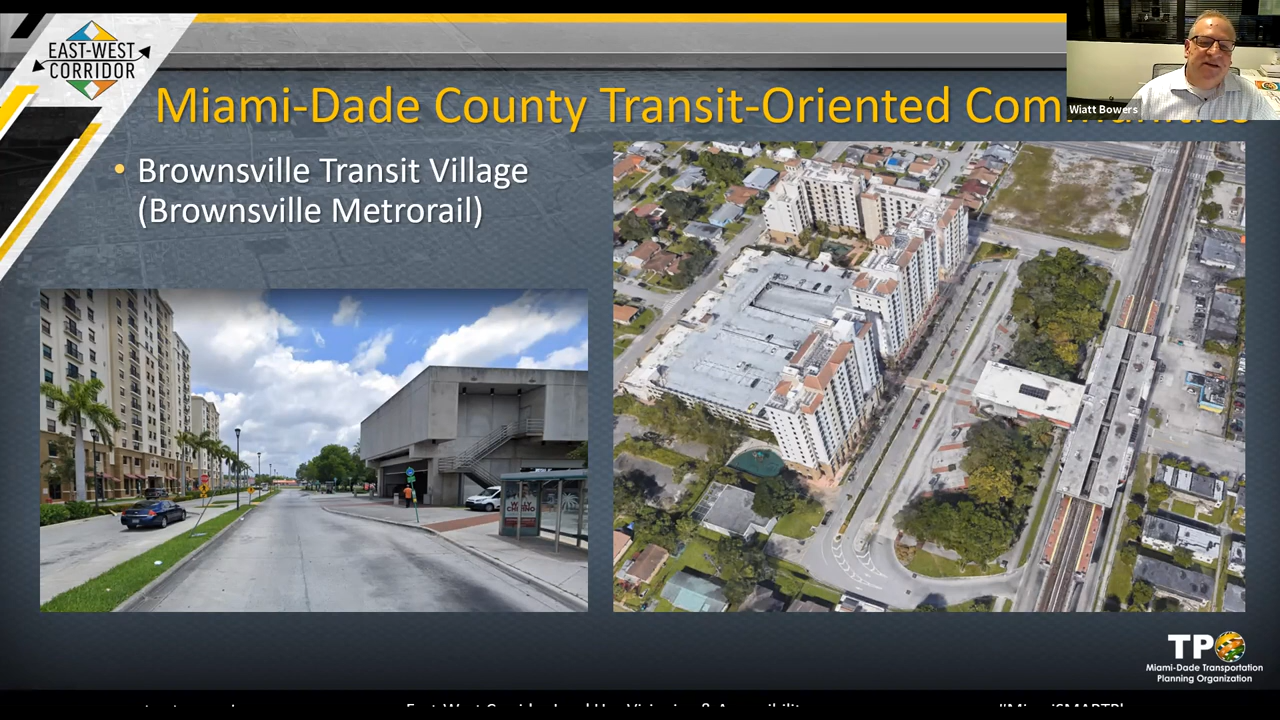 EAST-WEST
CORRIDOR
Miami-Dade County Transit-Oriented Communities
Wiatt Bowers
• Brownsville Transit Village
(Brownsville Metrorail)
TPO
Miami-Dade Transportation
Planning Organization